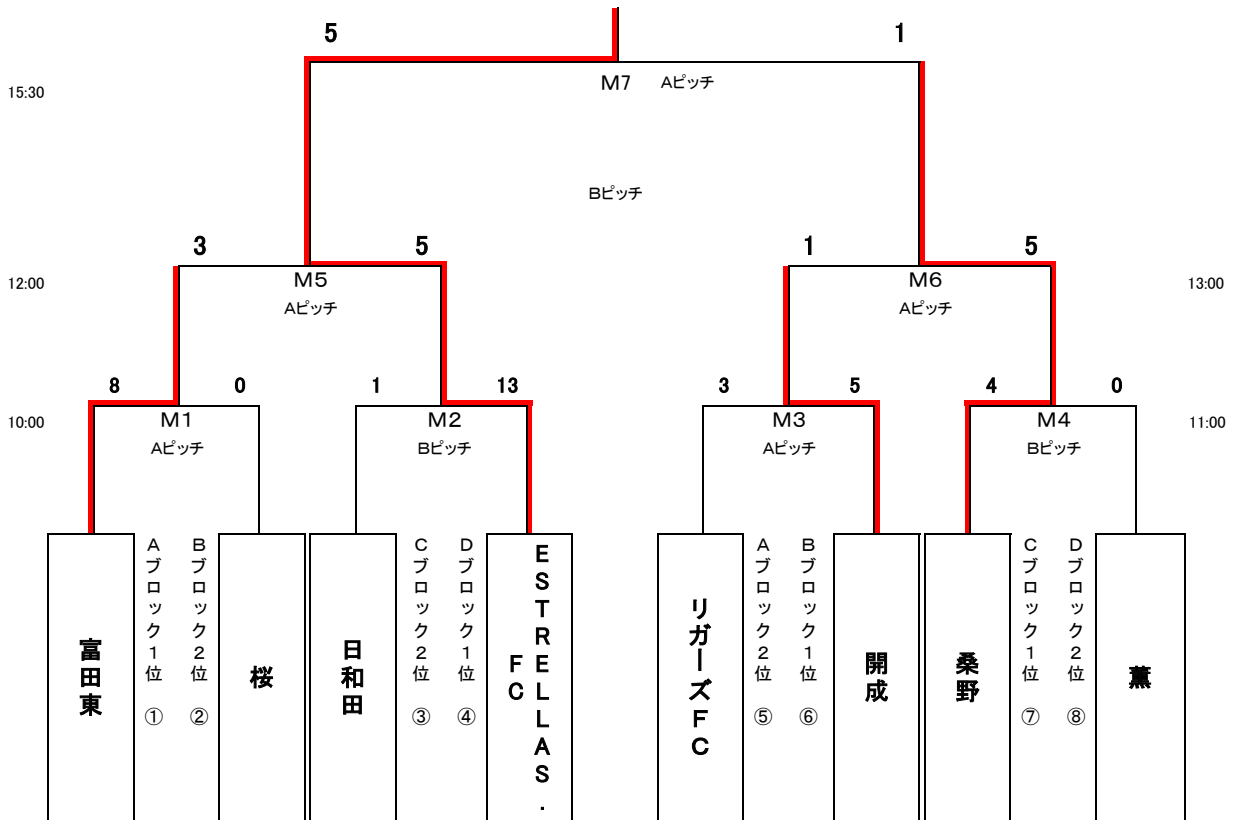 5 1
15:30 M7 Aピッチ
Bピッチ
3 5 1 5
12:00 M5 M6 13:00
Aピッチ Aピッチ
8 0 1 13 3 5 4 0
10:00 M1 M2 M3 M4 11:00
Aピッチ Bピッチ Aピッチ Bピッチ
富田東
Aブロック1位 ①
Bブロック2位 ②
桜
日和田
Cブロック2位 ③
Dブロック1位 ④
ESTRELLAS.
FC
リガーズFC
Aブロック2位 ⑤
Bブロック1位 ⑥
開成
桑野
Cブロック1位 ⑦
Dブロック2位 ⑧
薫